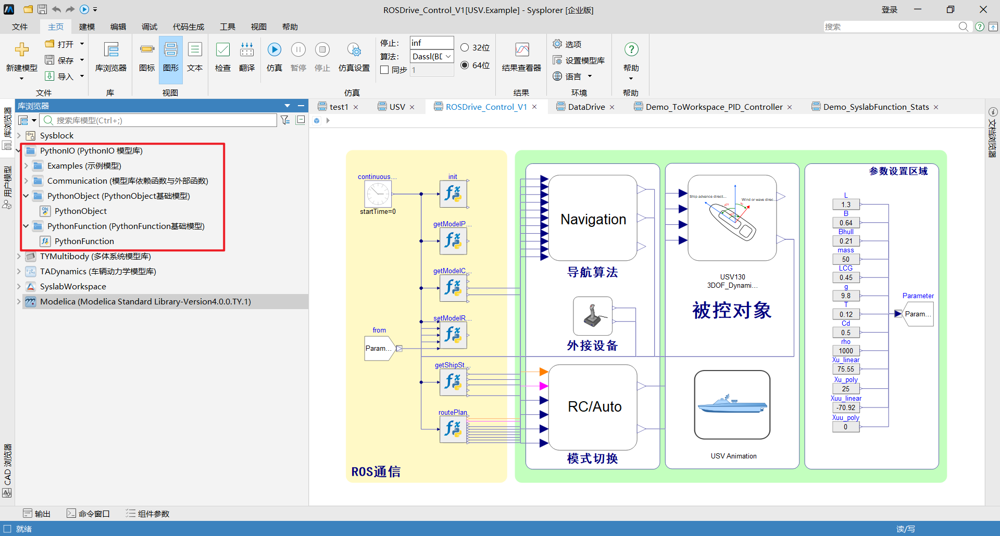 ROSDrive_Control_V1[USV.Example] - Sysplorer [企业版]
登录
文件 主页 建模 编辑 调试 代码生成 工具 视图 帮助
搜索
新建模型
打开
保存
导入
文件
库浏览器
库
图标 图形 文本
视图
检查 翻译
仿真 暂停 停止 仿真设置
停止： inf
算法： Dassl(BD
同步 1
32位
64位
仿真
结果查看器
结果
选项
设置模型库
语言
环境
帮助
帮助
库浏览器
用户模型
CAD 浏览器
库浏览器
搜索库模型(Ctrl+;)
Sysblock
PythonIO (PythonIO 模型库)
Examples (示例模型)
Communication (模型库依赖函数与外部函数)
PythonObject (PythonObject基础模型)
Obj
PythonObject
PythonFunction (PythonFunction基础模型)
PythonFunction
TYMultibody (多体系统模型库)
TADynamics (车辆动力学模型库)
SyslabWorkspace
Modelica (Modelica Standard Library-Version4.0.0.TY.1)
test1
USV
ROSDrive_Control_V1
DataDrive
Demo_ToWorkspace_PID_Controller
Demo_SyslabFunction_Stats
文档浏览器
continuous...
startTime=0
init
getModelP...
getModelC...
setModelR...
from
Param...
getShipSt...
routePlan
ROS通信
Navigation
导航算法
外接设备
RC/Auto
模式切换
Ship advance direct...
Wind or wave direc...
USV130
3DOF_Dynami...
被控对象
USV Animation
参数设置区域
L
1.3
B
0.64
Bhull
0.21
mass
50
LCG
0.45
g
9.8
T
0.12
Cd
0.5
rho
1000
Xu_linear
75.55
Xu_poly
25
Xuu_linear
-70.92
Xuu_poly
0
Parameter
Param...
输出
命令窗口
组件参数
就绪
读/写